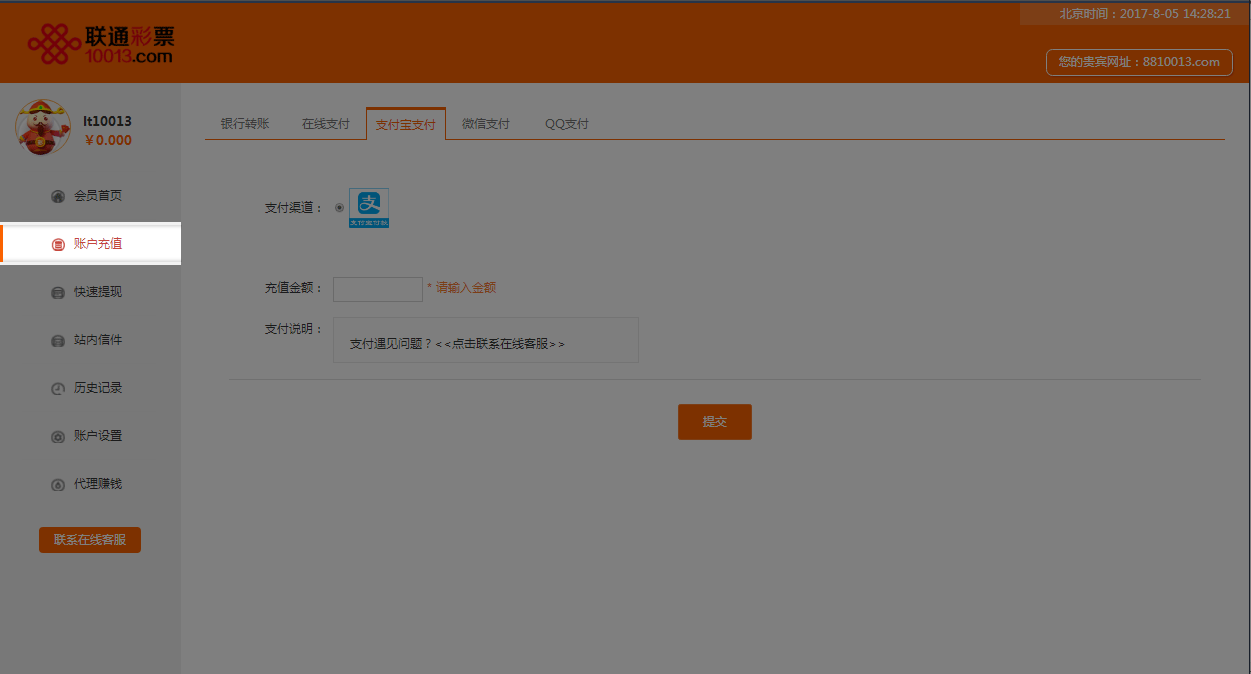 北京时间：2017-8-05 14:28:21
联通彩票
10013.com
您的贵宾网址：8810013.com
lt10013
￥0.000
银行转账 在线支付 支付宝支付 微信支付 QQ支付
会员首页
账户充值
快速提现
站内信件
历史记录
账户设置
代理赚钱
联系在线客服
支付渠道：
支
充值金额： * 请输入金额
支付说明： 支付遇见问题？<<点击联系在线客服>>
提交